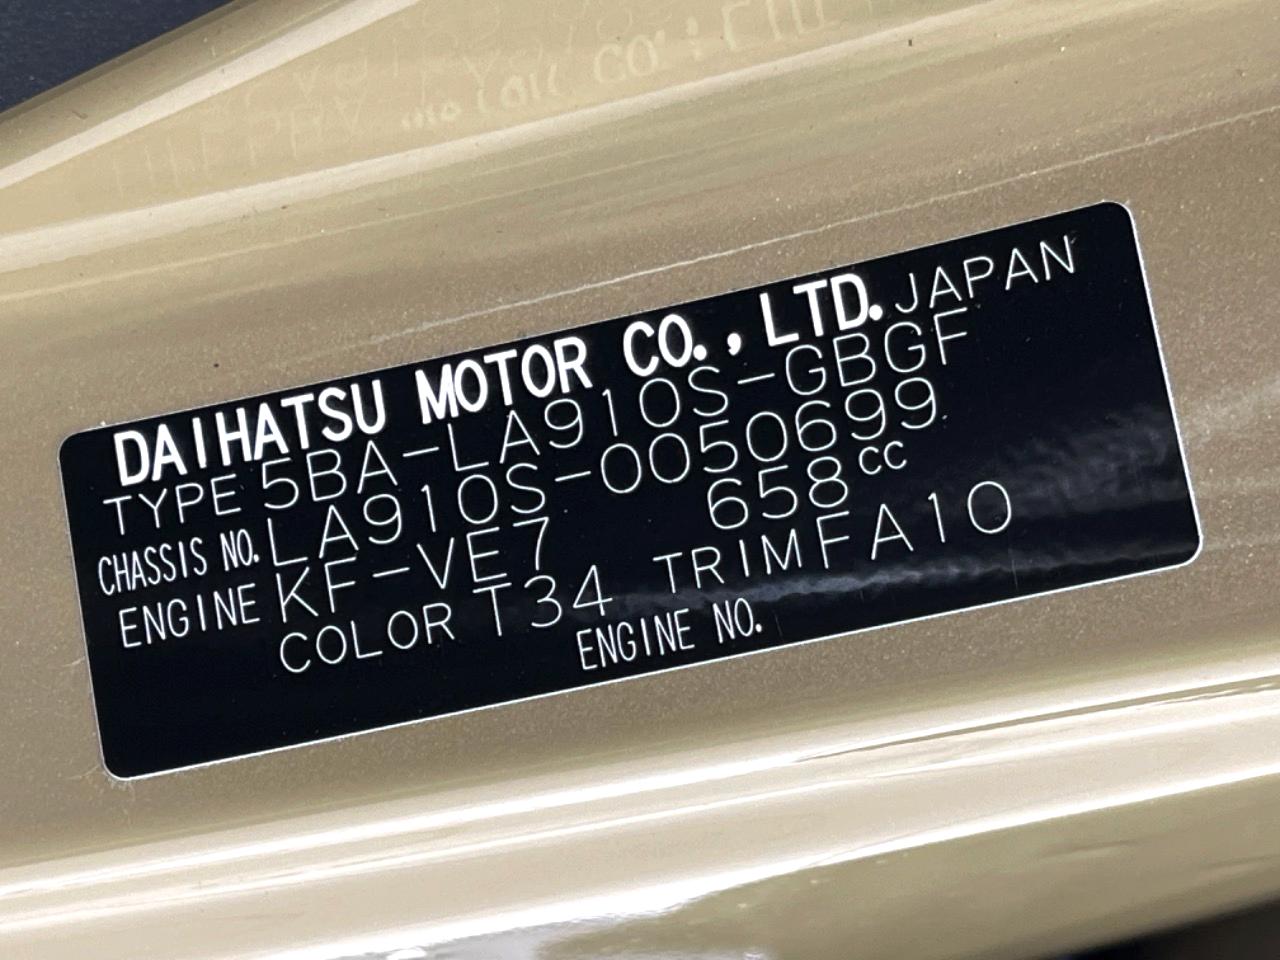 DAIHATSU MOTOR CO., LTD. JAPAN
TYPE 5BA-LA910S-GBGF
CHASSIS NO. LA910S-0050699
ENGINE KF-VE7 658cc
COLOR T34 TRIM FA10
ENGINE NO.